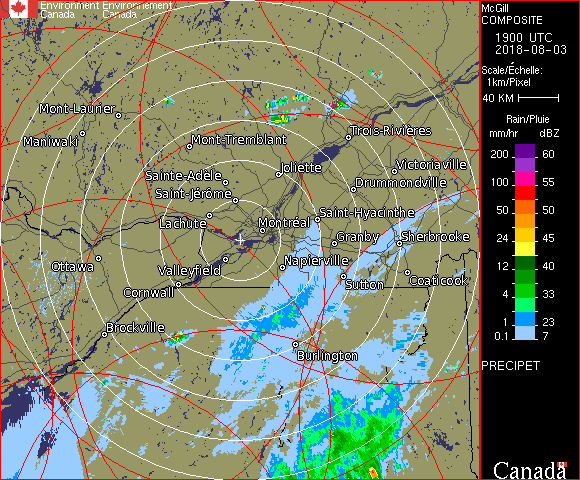 Environment Environnement
Canada Canada
Mont-Laurier
Maniwaki
Mont-Tremblant
Trois-Rivières
Sainte-Adèle
Joliette
Victoriaville
Saint-Jérôme
Drummondville
Lachute
Montréal
Saint-Hyacinthe
Granby
Sherbrooke
Ottawa
Valleyfield
Napierville
Cornwall
Sutton
Coaticook
Brockville
Burlington
McGill
COMPOSITE
1900 UTC
2018-08-03
Scale/Échelle:
1km/Pixel
40 KM
Rain/Pluie
mm/hr dBZ
200 60
100 55
50 50
24 45
12 40
4 33
1 23
0.1 7
PRECIPET
Canada